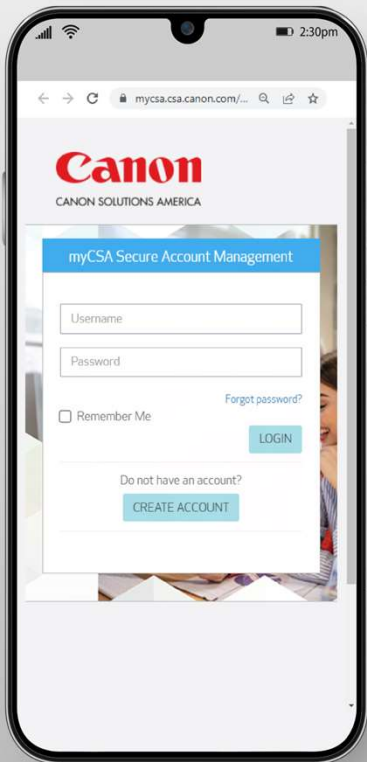 2:30pm
mycsa.csa.canon.com/...
Canon
CANON SOLUTIONS AMERICA
myCSA Secure Account Management
Username
Password
Forgot password?
Remember Me
LOGIN
Do not have an account?
CREATE ACCOUNT